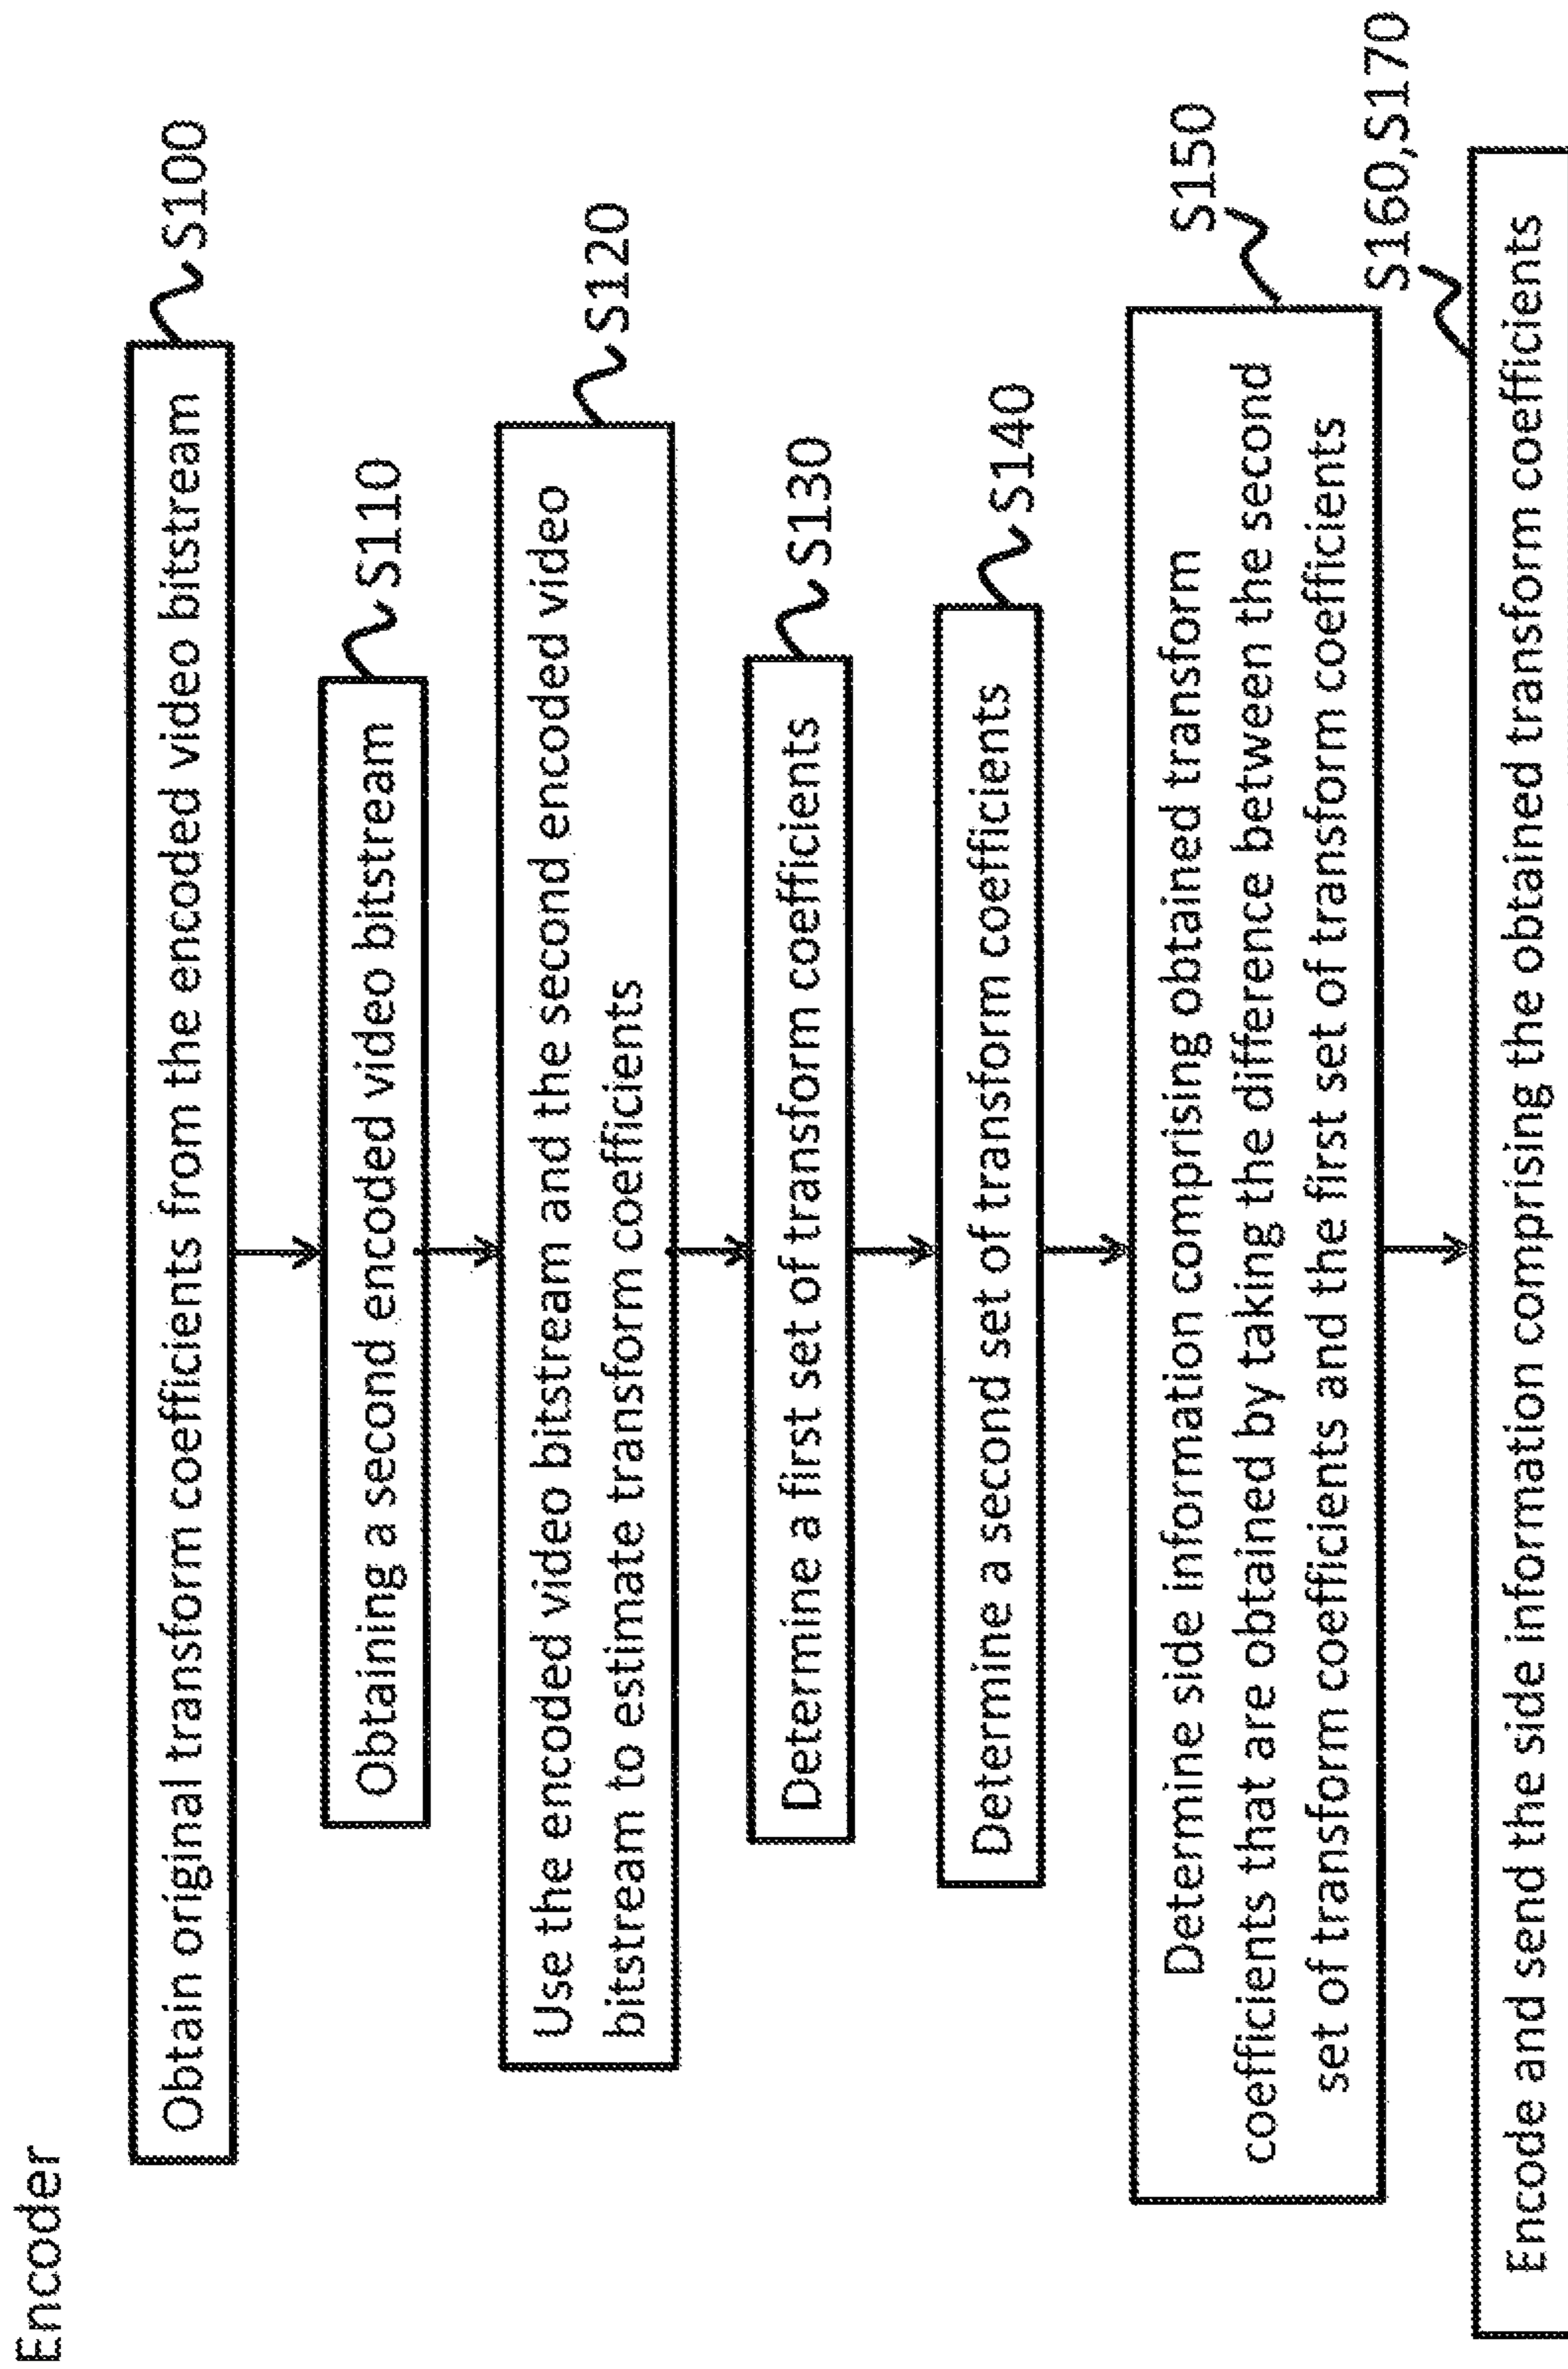 Encoder
Obtain original transform coefficients from the encoded video bitstream
S100
Obtaining a second encoded video bitstream
S110
Use the encoded video bitstream and the second encoded video
bitstream to estimate transform coefficients
S120
Determine a first set of transform coefficients
S130
Determine a second set of transform coefficients
S140
Determine side information comprising obtained transform
coefficients that are obtained by taking the difference between the second
set of transform coefficients and the first set of transform coefficients
S150
Encode and send the side information comprising the obtained transform coefficients
S160,S170